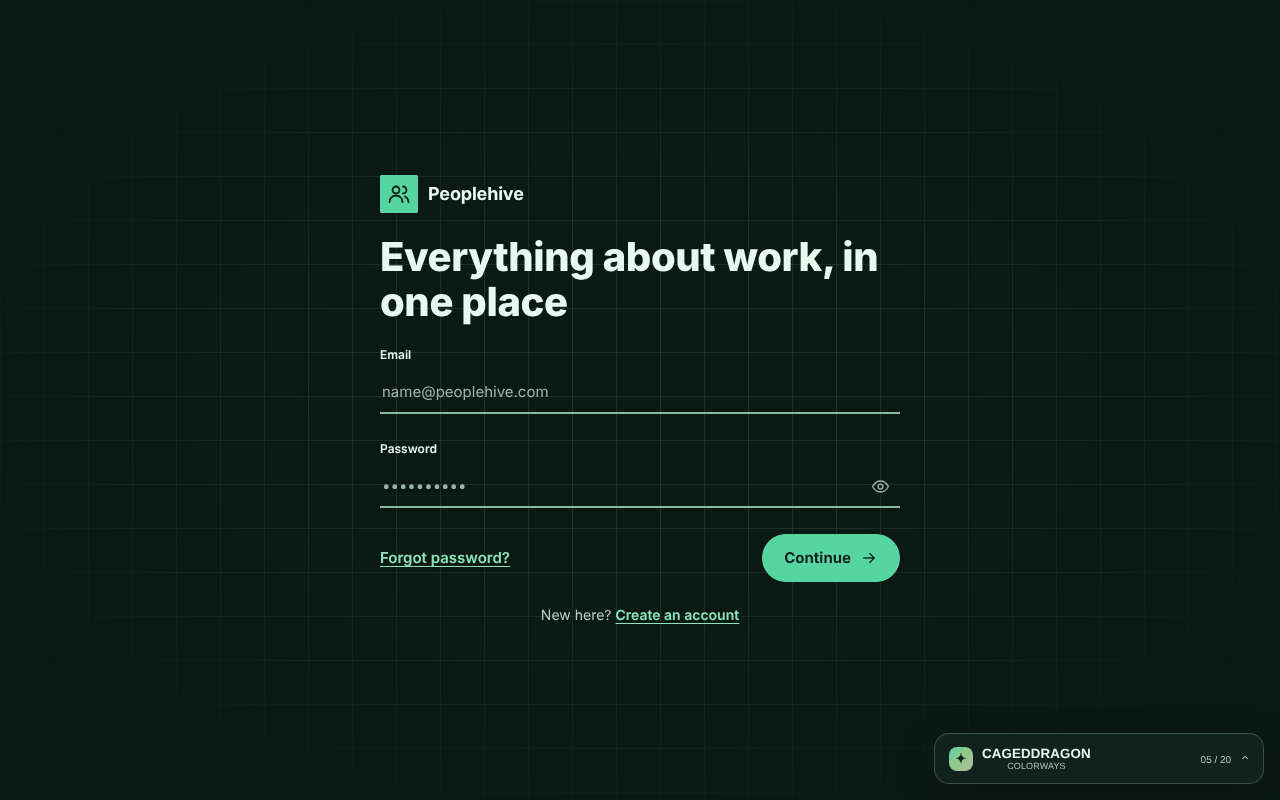 Peoplehive
Everything about work, in
one place
Email
name@peoplehive.com
Password
••••••••••
Forgot password?
Continue
New here? Create an account
CAGEDDRAGON
COLORWAYS
05 / 20